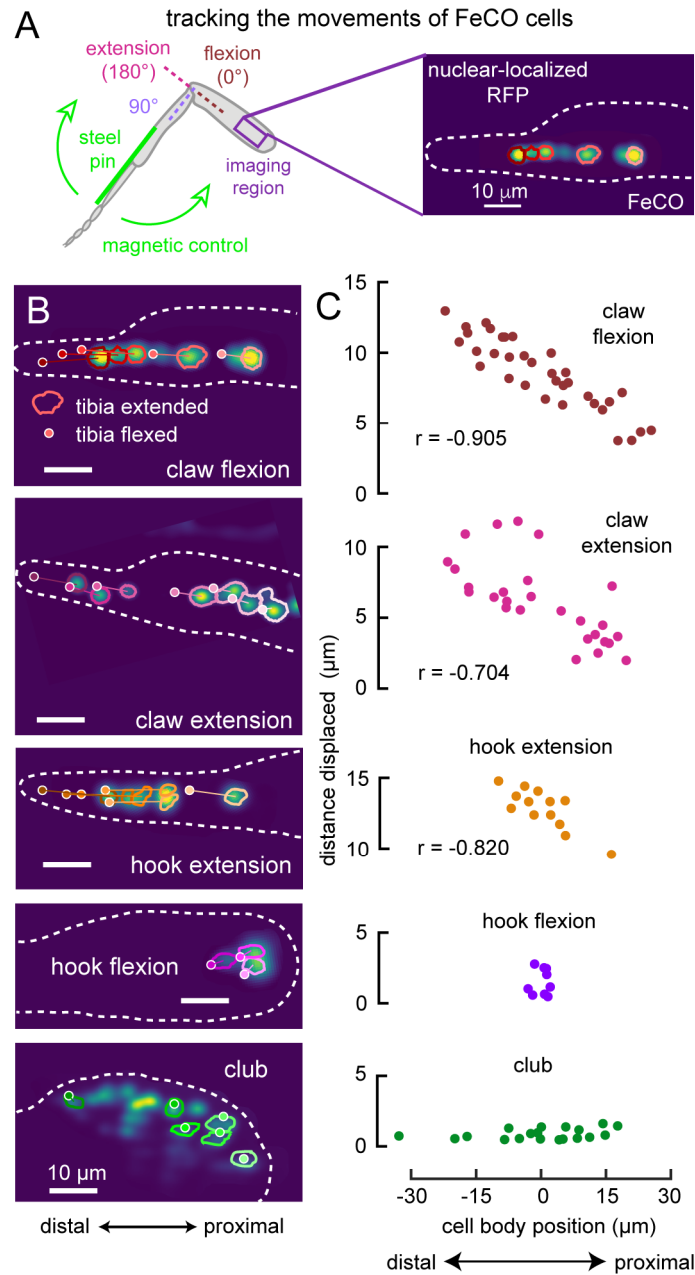 A
tracking the movements of FeCO cells
extension
(180°)
flexion
(0°)
90°
steel
pin
imaging
region
magnetic control
nuclear-localized
RFP
10 μm
FeCO
B
tibia extended
tibia flexed
claw flexion
claw extension
hook extension
hook flexion
club
10 μm
distal
proximal
C
15
10
5
0
claw
flexion
r = -0.905
claw
extension
10
5
0
r = -0.704
distance displaced (μm)
hook extension
15
10
r = -0.820
hook flexion
5
0
club
5
0
-30
-15
0
15
30
cell body position (μm)
distal
proximal